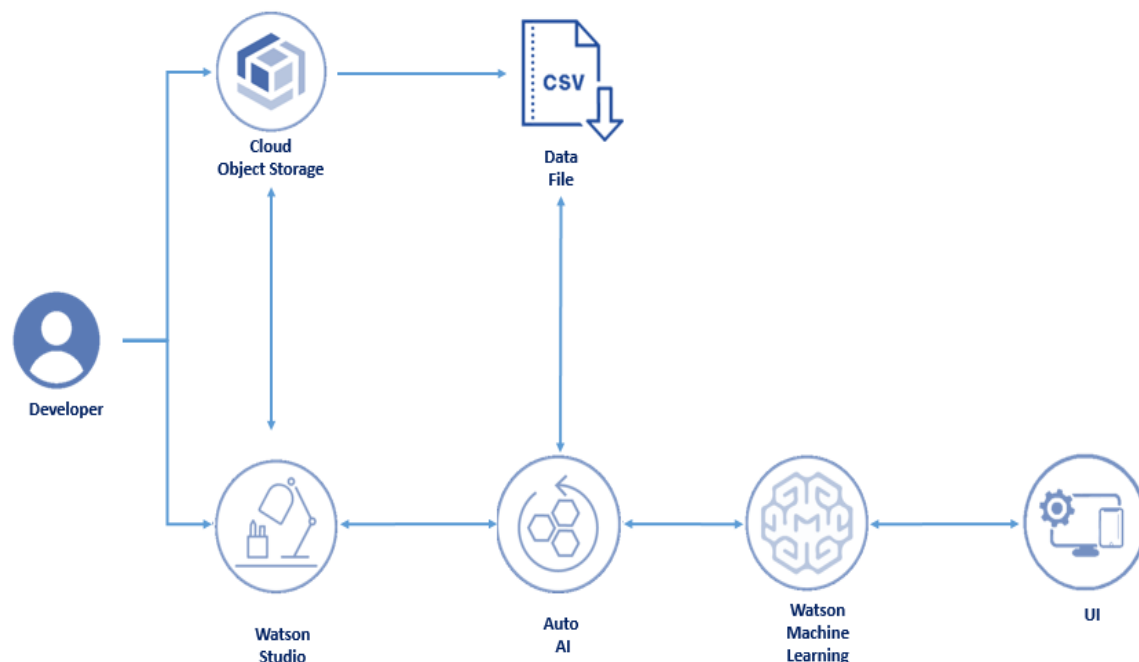 CSV
Cloud
Object Storage
Data
File
Developer
Watson
Studio
Auto
AI
M
Watson
Machine
Learning
UI